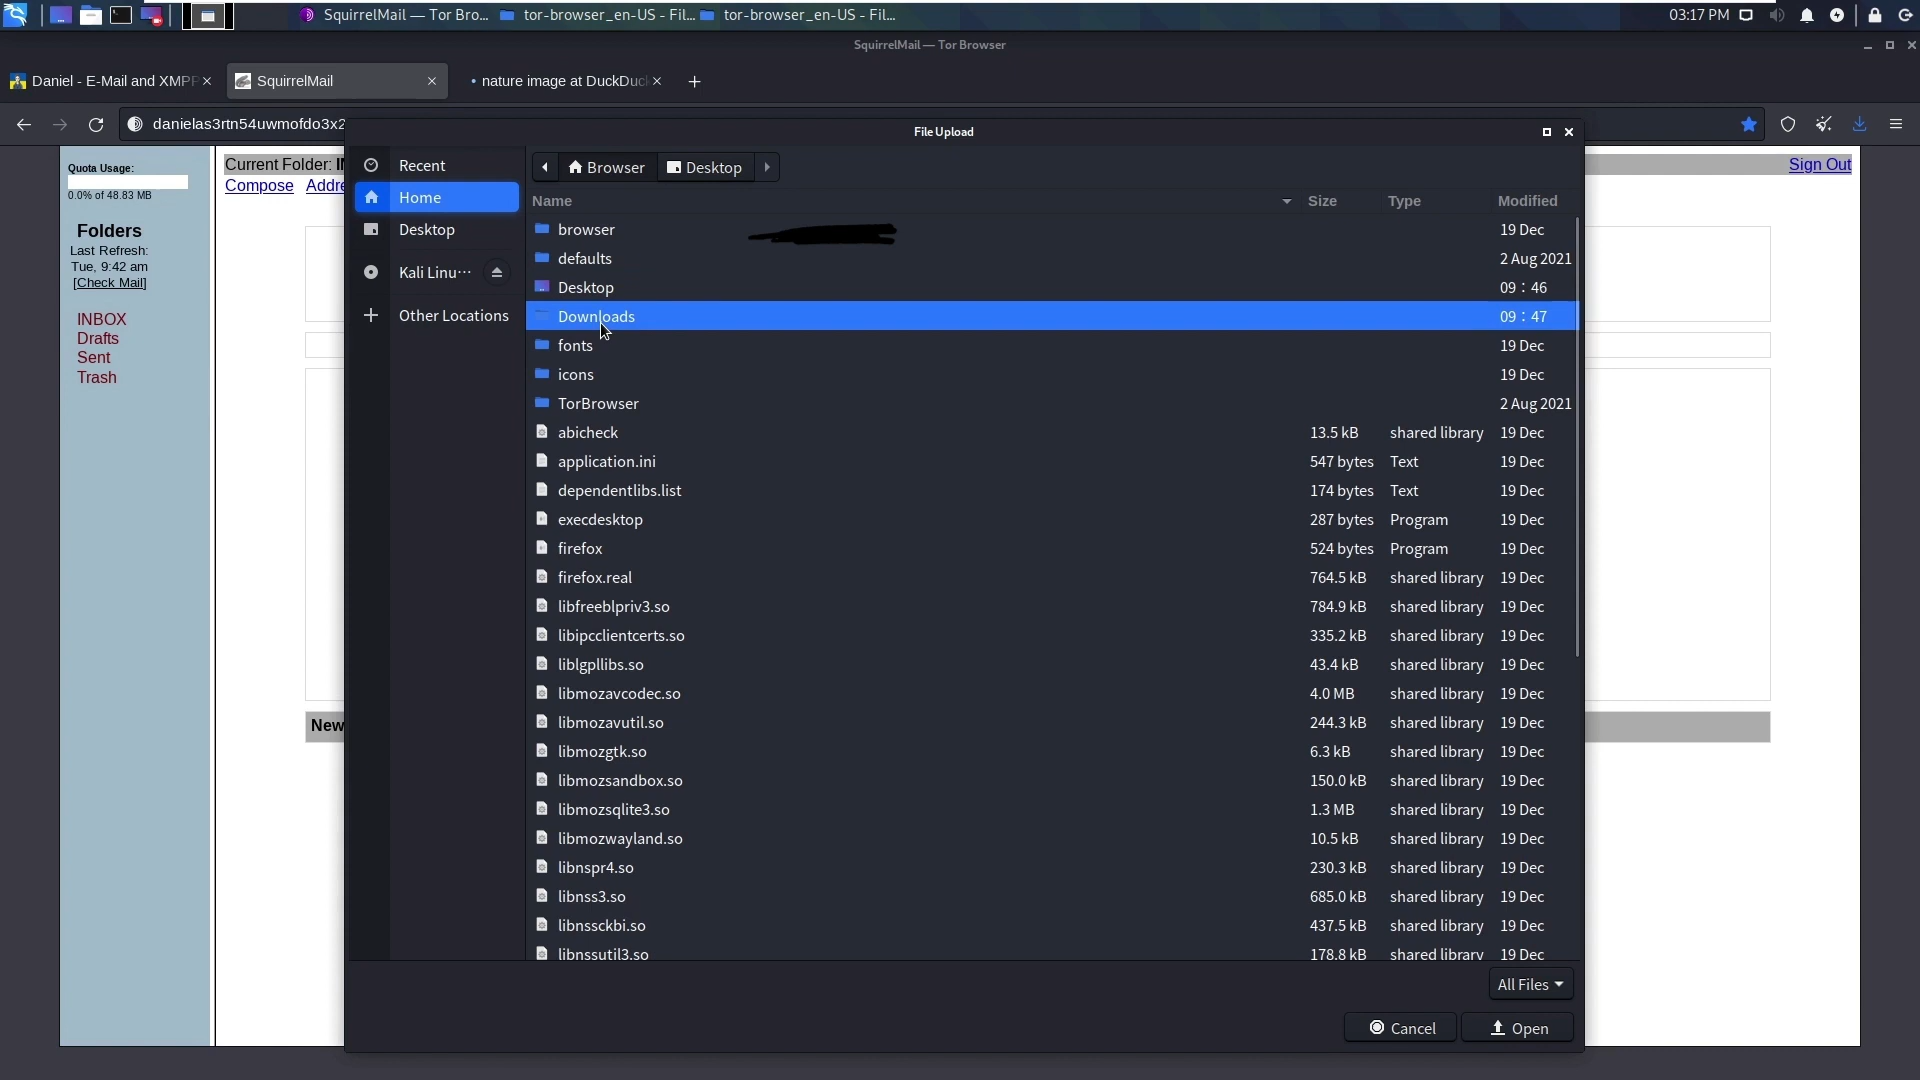 SquirrelMail — Tor Bro... tor-browser_en-US - Fil... tor-browser_en-US - Fil... 03:17 PM
SquirrelMail — Tor Browser
Daniel - E-Mail and XMPP SquirrelMail nature image at DuckDuck
danielas3rtn54uwmofdo3x2
File Upload
Quota Usage:
0.0% of 48.83 MB
Folders
Last Refresh:
Tue, 9:42 am
[Check Mail]
INBOX
Drafts
Sent
Trash
Current Folder:
Sign Out
Compose Addre
New
Recent
Home
Desktop
Kali Linu···
Other Locations
Browser Desktop
Name Size Type Modified
browser 19 Dec
defaults 2 Aug 2021
Desktop 09：46
Downloads 09：47
fonts 19 Dec
icons 19 Dec
TorBrowser 2 Aug 2021
abicheck 13.5 kB shared library 19 Dec
application.ini 547 bytes Text 19 Dec
dependentlibs.list 174 bytes Text 19 Dec
execdesktop 287 bytes Program 19 Dec
firefox 524 bytes Program 19 Dec
firefox.real 764.5 kB shared library 19 Dec
libfreeblpriv3.so 784.9 kB shared library 19 Dec
libipcclientcerts.so 335.2 kB shared library 19 Dec
liblgpllibs.so 43.4 kB shared library 19 Dec
libmozavcodec.so 4.0 MB shared library 19 Dec
libmozavutil.so 244.3 kB shared library 19 Dec
libmozgtk.so 6.3 kB shared library 19 Dec
libmozsandbox.so 150.0 kB shared library 19 Dec
libmozsqlite3.so 1.3 MB shared library 19 Dec
libmozwayland.so 10.5 kB shared library 19 Dec
libnspr4.so 230.3 kB shared library 19 Dec
libnss3.so 685.0 kB shared library 19 Dec
libnssckbi.so 437.5 kB shared library 19 Dec
libnssutil3.so 178.8 kB shared library 19 Dec
All Files
Cancel Open